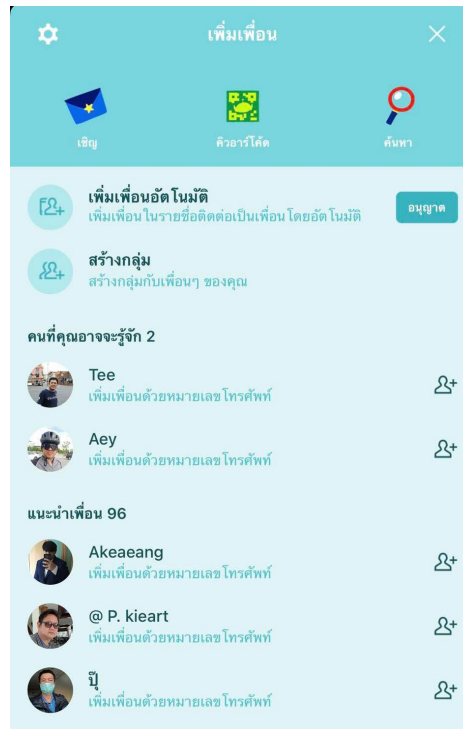 เพิ่มเพื่อน
เชิญ
คิวอาร์โค้ด
ค้นหา
เพิ่มเพื่อนอัตโนมัติ
เพิ่มเพื่อนในรายชื่อติดต่อเป็นเพื่อนโดยอัตโนมัติ
อนุญาต
สร้างกลุ่ม
สร้างกลุ่มกับเพื่อนๆ ของคุณ
คนที่คุณอาจจะรู้จัก 2
Tee
เพิ่มเพื่อนด้วยหมายเลขโทรศัพท์
Aey
เพิ่มเพื่อนด้วยหมายเลขโทรศัพท์
แนะนำเพื่อน 96
Akeaeang
เพิ่มเพื่อนด้วยหมายเลขโทรศัพท์
@ P. kieart
เพิ่มเพื่อนด้วยหมายเลขโทรศัพท์
ปุ๊
เพิ่มเพื่อนด้วยหมายเลขโทรศัพท์